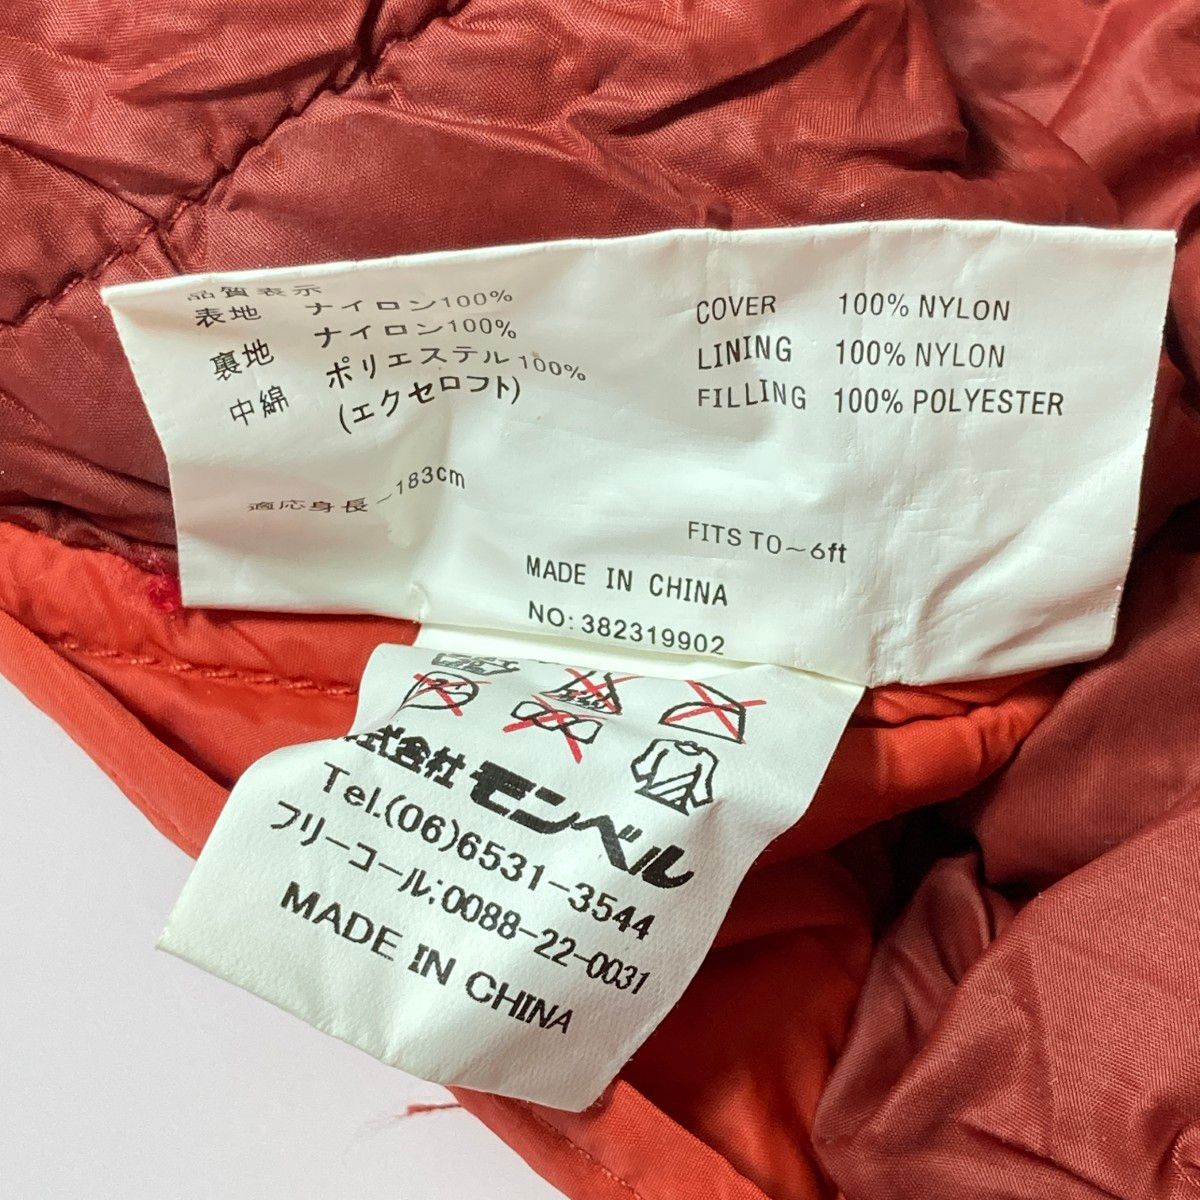 品質表示
表地 ナイロン100%
裏地 ナイロン100%
中綿 ポリエステル100%
(エクセロフト)
適応身長~183cm
COVER 100% NYLON
LINING 100% NYLON
FILLING 100% POLYESTER
FITS TO~6ft
MADE IN CHINA
NO: 382319902
式会社 モンベル
Tel.(06)6531-3544
フリーコール:0088-22-0031
MADE IN CHINA